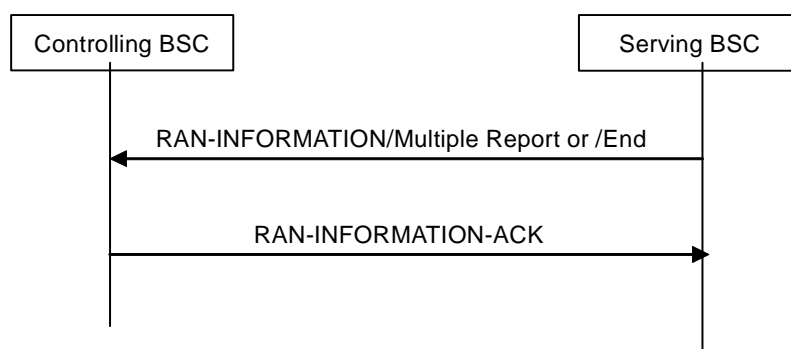 Controlling BSC
Serving BSC
RAN-INFORMATION/Multiple Report or /End
RAN-INFORMATION-ACK